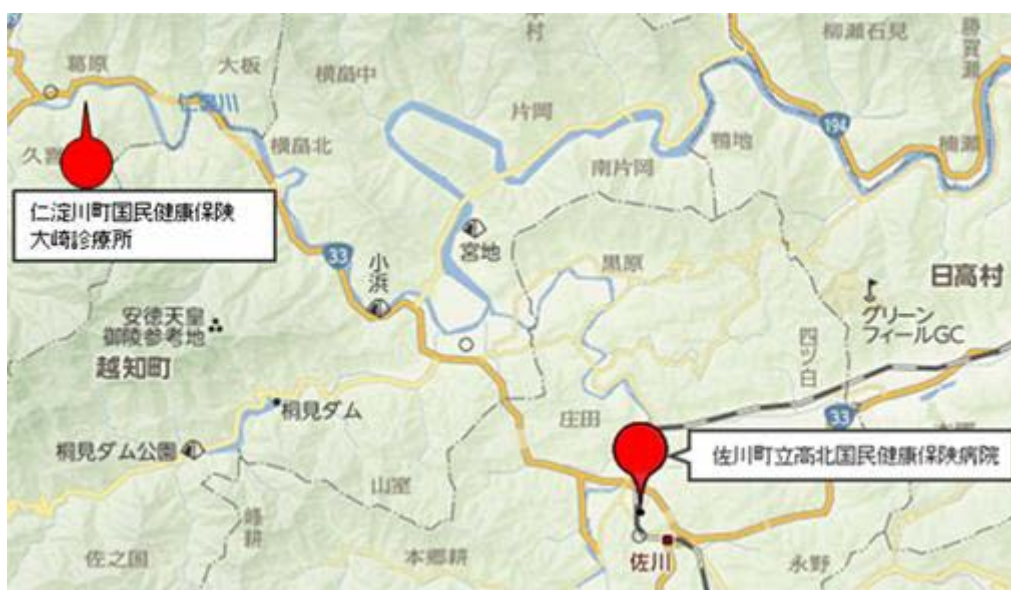 村
柳瀬石見
勝賀瀬
葛原
大板
横畠中
仁淀川
片岡
194
鴨地
楠瀬
久喜
横畠北
南片岡
仁淀川町国民健康保険
大崎診療所
33
小浜
宮地
黒原
日高村
グリーン
フィールGC
安徳天皇
御陵参考地
越知町
四ツ白
桐見ダム
庄田
33
桐見ダム公園
佐川町立高北国民健康保険病院
山室
峰耕
佐之国
本郷耕
佐川
永野